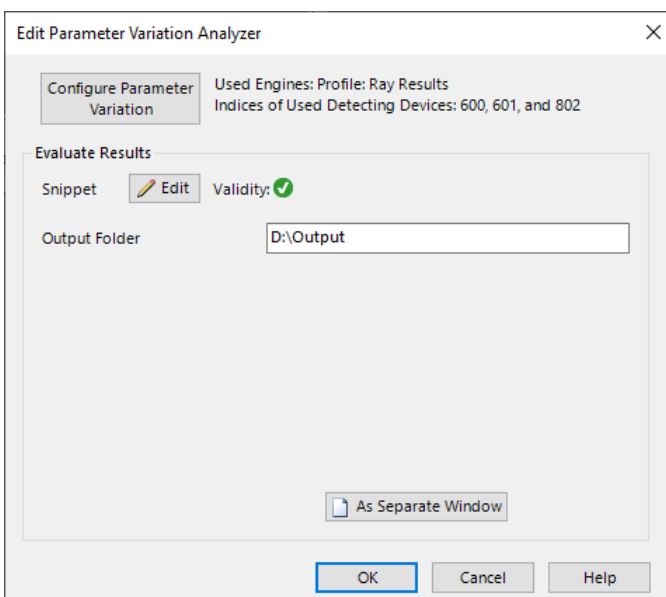 Edit Parameter Variation Analyzer
Configure Parameter
Variation
Used Engines: Profile: Ray Results
Indices of Used Detecting Devices: 600, 601, and 802
Evaluate Results
Snippet Edit Validity:
Output Folder D:\Output
As Separate Window
OK Cancel Help